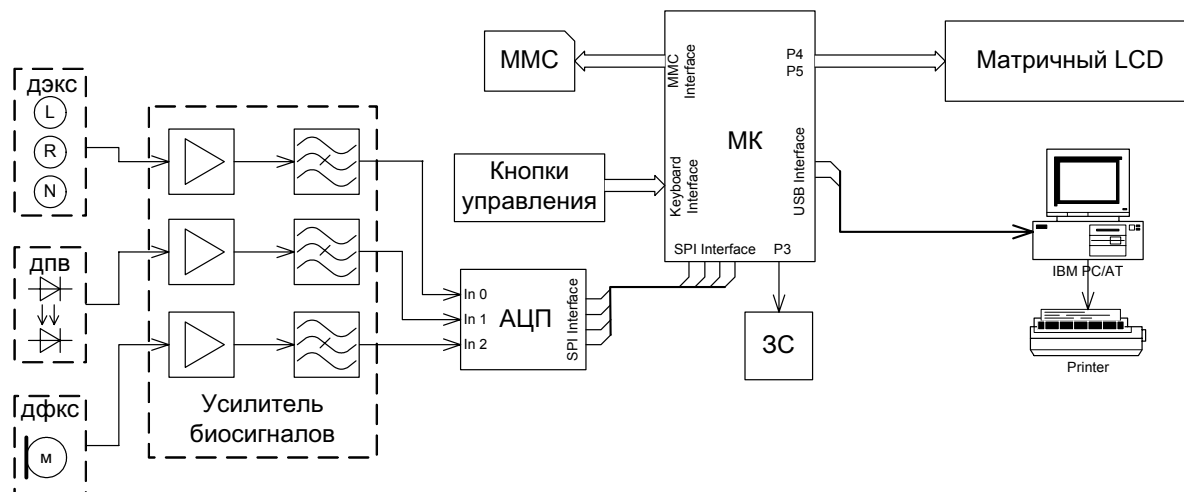 дэкс
L
R
N
дпв
дфкс
м
Усилитель
биосигналов
In 0
In 1
In 2
АЦП
SPI Interface
ММС
Кнопки
управления
MMC
Interface
Keyboard
Interface
МК
P4
P5
USB Interface
SPI Interface
P3
ЗС
Матричный LCD
IBM PC/AT
Printer